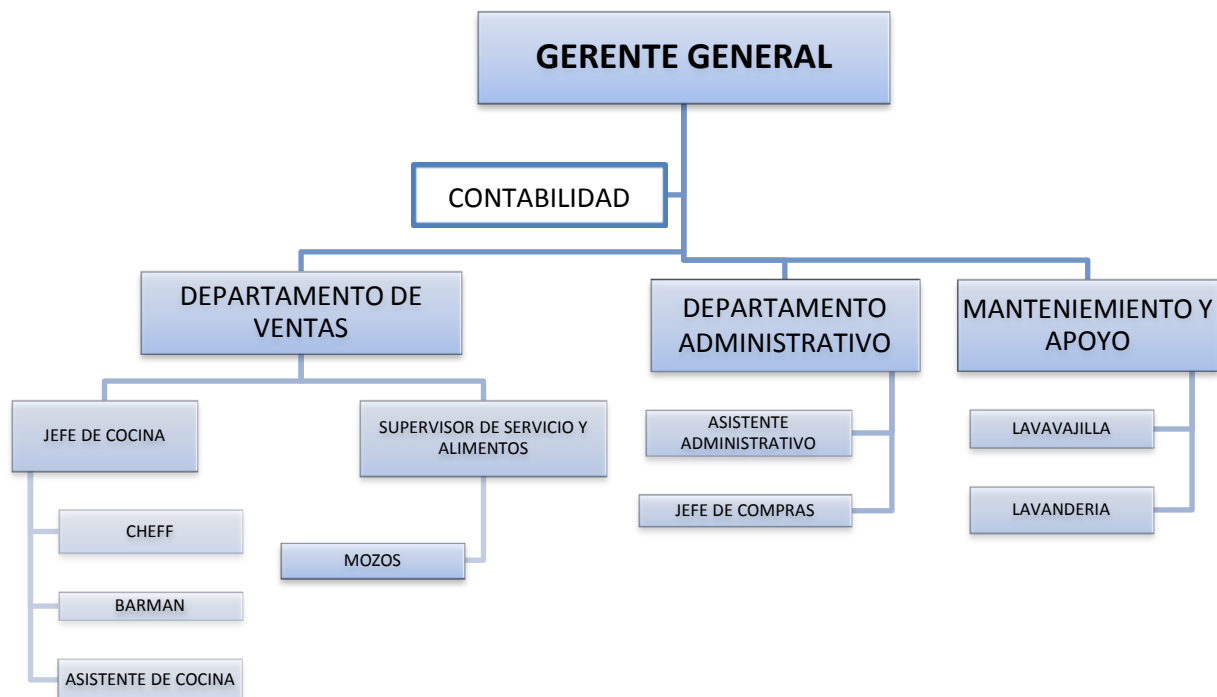 GERENTE GENERAL
CONTABILIDAD
DEPARTAMENTO DE
VENTAS
DEPARTAMENTO
ADMINISTRATIVO
MANTENIEMIENTO Y
APOYO
JEFE DE COCINA
SUPERVISOR DE SERVICIO Y
ALIMENTOS
ASISTENTE
ADMINISTRATIVO
LAVAVAJILLA
JEFE DE COMPRAS
LAVANDERIA
CHEFF
MOZOS
BARMAN
ASISTENTE DE COCINA